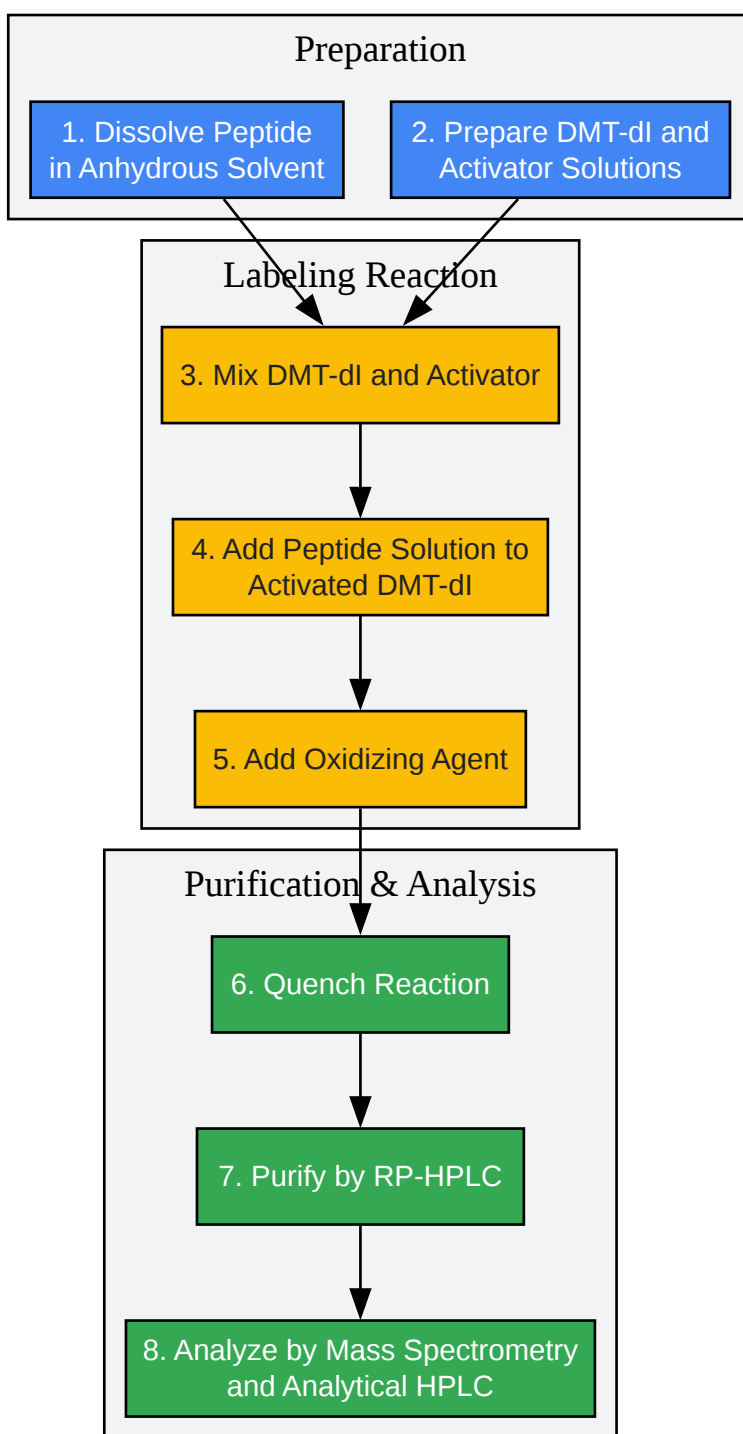 Preparation
1. Dissolve Peptide
in Anhydrous Solvent
2. Prepare DMT-dI and
Activator Solutions
Labeling Reaction
3. Mix DMT-dI and Activator
4. Add Peptide Solution to
Activated DMT-dI
5. Add Oxidizing Agent
Purification & Analysis
6. Quench Reaction
7. Purify by RP-HPLC
8. Analyze by Mass Spectrometry
and Analytical HPLC